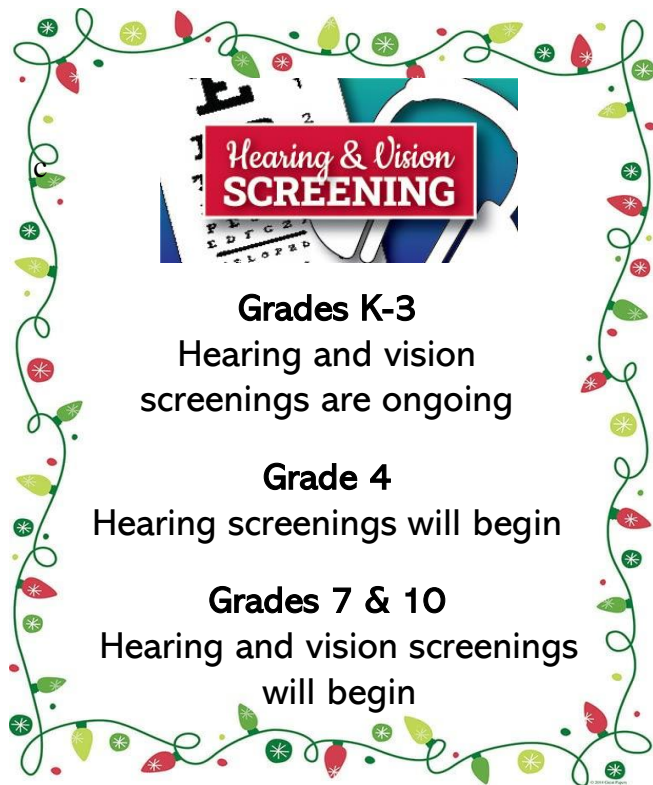 c
Hearing & Vision
SCREENING
Grades K-3
Hearing and vision
screenings are ongoing
Grade 4
Hearing screenings will begin
Grades 7 & 10
Hearing and vision screenings
will begin